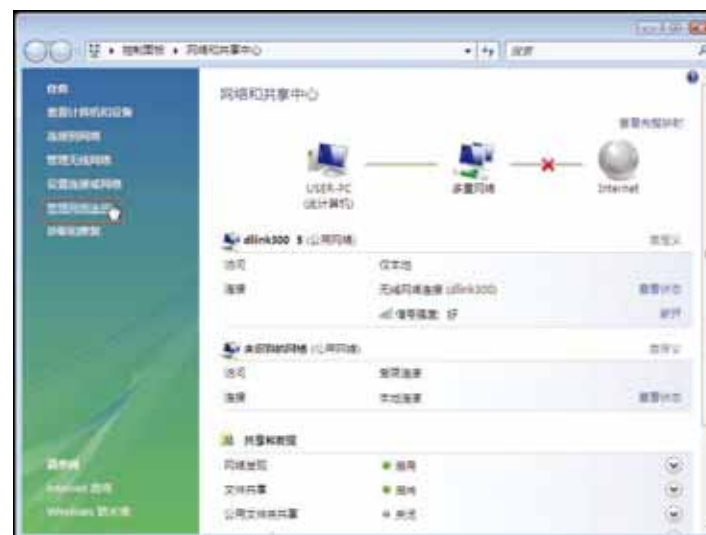 控制面板 ▸ 网络和共享中心
搜索
任务
查看计算机和设备
连接到网络
管理无线网络
设置连接或网络
管理网络连接
诊断和修复
网络和共享中心
查看完整映射
USER-PC
(此计算机)
多重网络
Internet
dlink300 5 (公用网络)
自定义
访问
仅本地
连接
无线网络连接 (dlink300)
查看状态
信号强度: 好
断开
未识别的网络 (公用网络)
自定义
访问
受限连接
连接
本地连接
查看状态
共享和发现
网络发现
启用
文件共享
启用
公用文件夹共享
关闭
请参阅
Internet 选项
Windows 防火墙